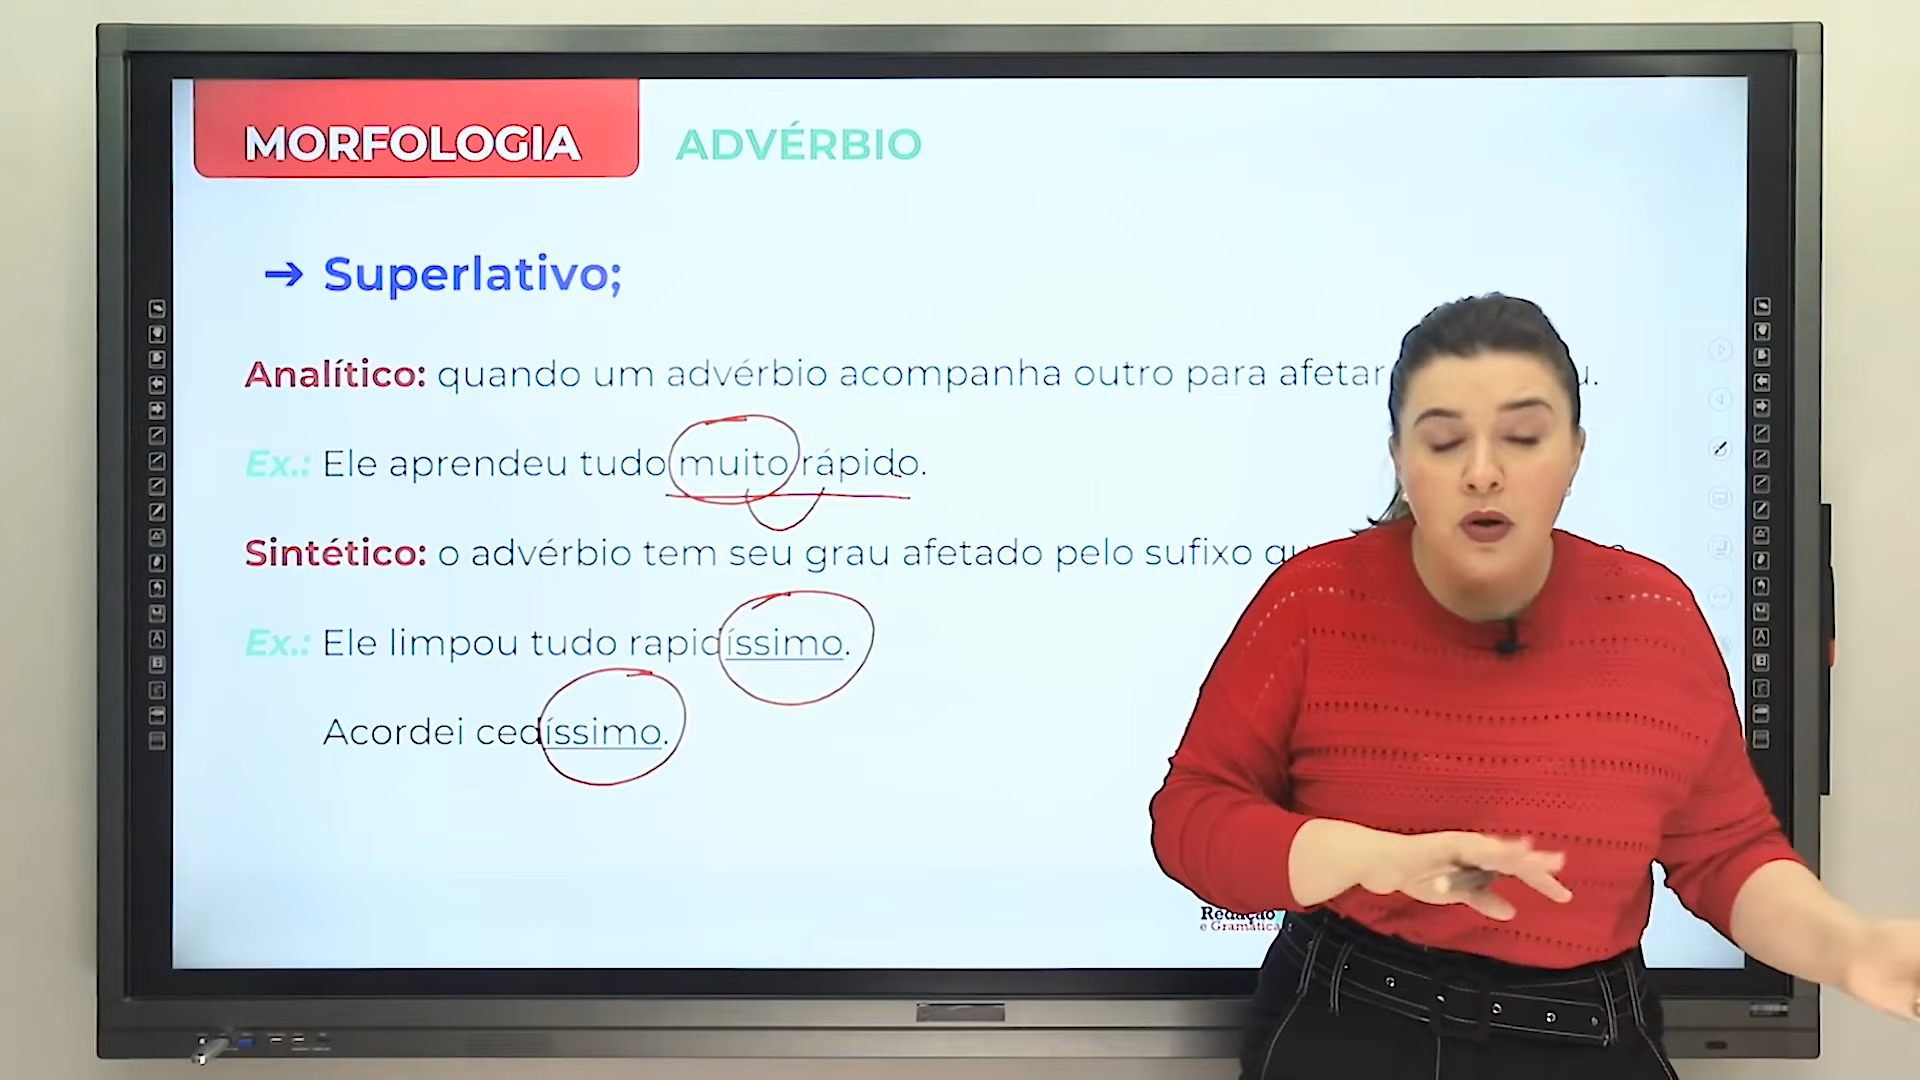 MORFOLOGIA ADVÉRBIO
→ Superlativo;
Analítico: quando um advérbio acompanha outro para afetar
Ex.: Ele aprendeu tudo muito rápido.
Sintético: o advérbio tem seu grau afetado pelo sufixo
Ex.: Ele limpou tudo rapidíssimo.
Acordei cedíssimo.
Redação
e Gramática